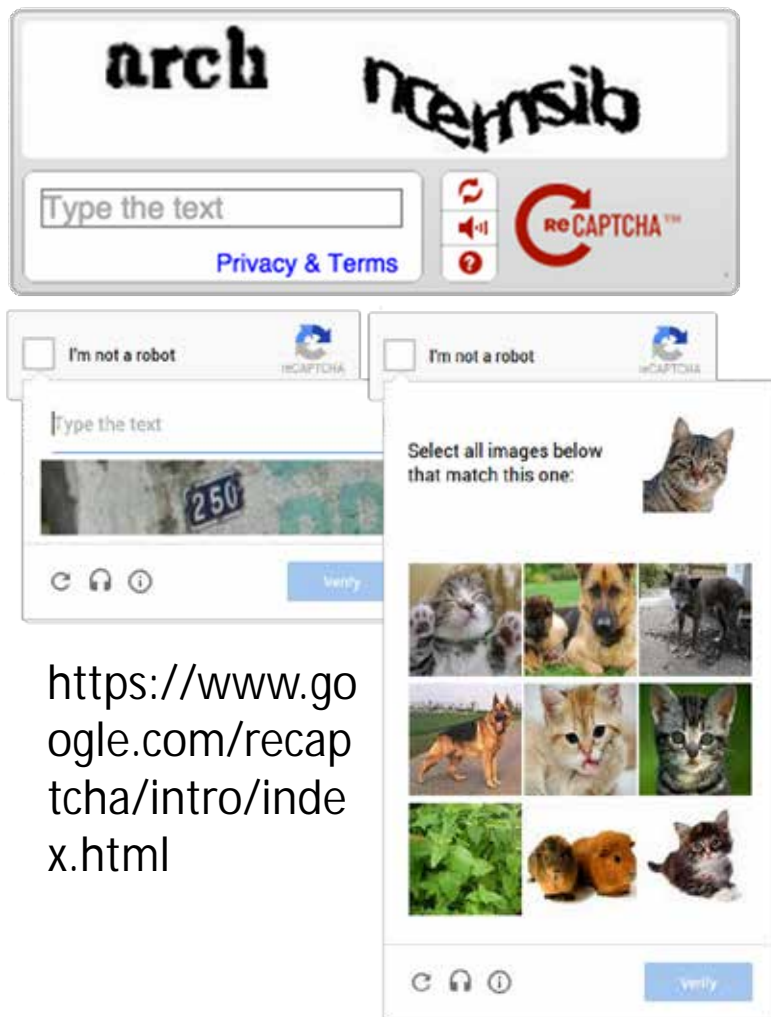 arch ncemsib
Type the text
Privacy & Terms
ReCAPTCHA™
I'm not a robot
reCAPTCHA
Type the text
250
Verify
I'm not a robot
reCAPTCHA
Select all images below
that match this one:
Verify
https://www.go
ogle.com/recap
tcha/intro/inde
x.html